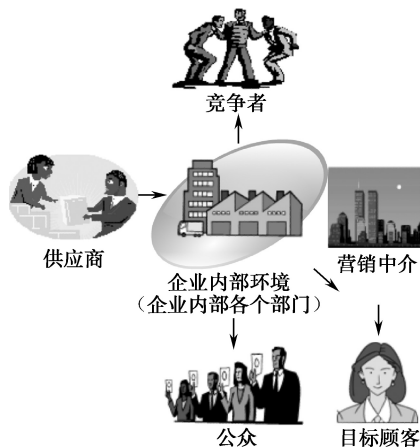 竞争者
供应商
营销中介
企业内部环境
（企业内部各个部门）
公众
目标顾客